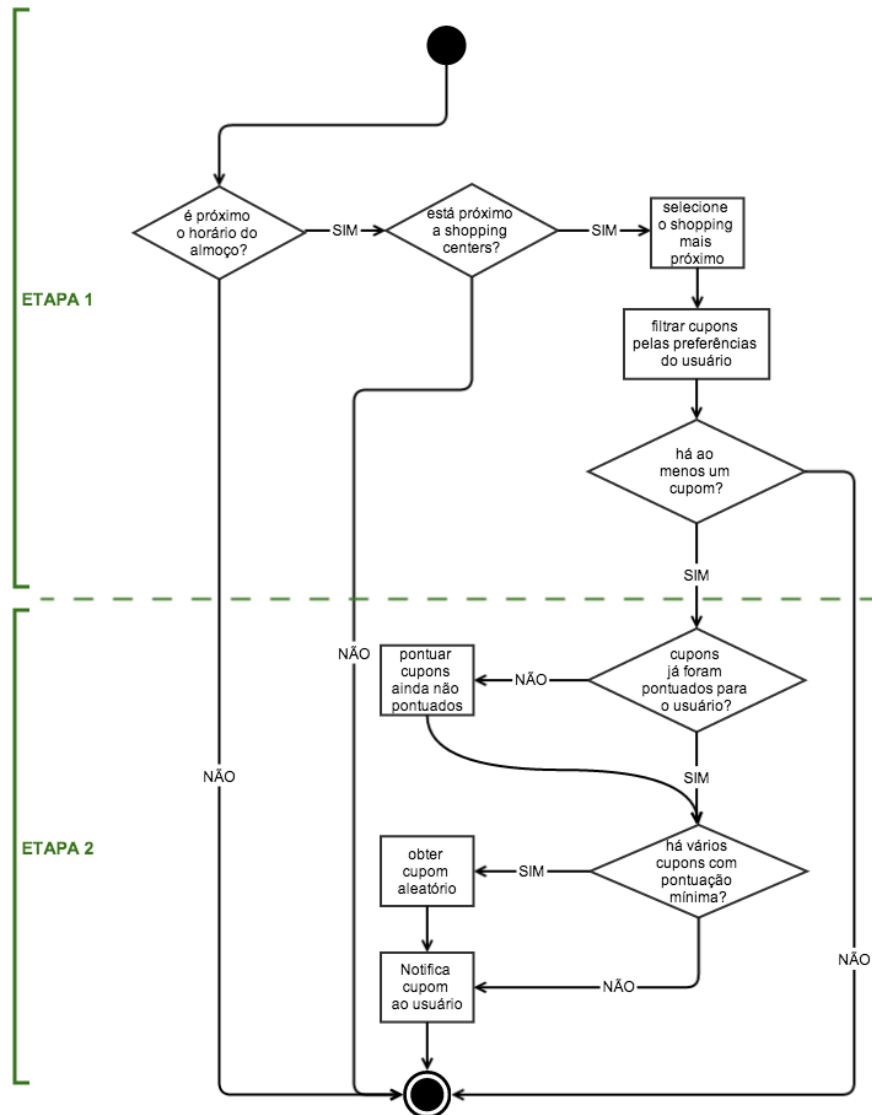 é próximo
o horário do
almoço?
SIM
está próximo
a shopping
centers?
SIM
selecione
o shopping
mais
próximo
ETAPA 1
filtrar cupons
pelas preferências
do usuário
há ao
menos um
cupom?
SIM
NÃO
pontuar
cupons
ainda não
pontuados
NÃO
cupons
já foram
pontuados para
o usuário?
NÃO
SIM
ETAPA 2
obter
cupom
aleatório
SIM
há vários
cupons com
pontuação
mínima?
Notifica
cupom
ao usuário
NÃO
NÃO